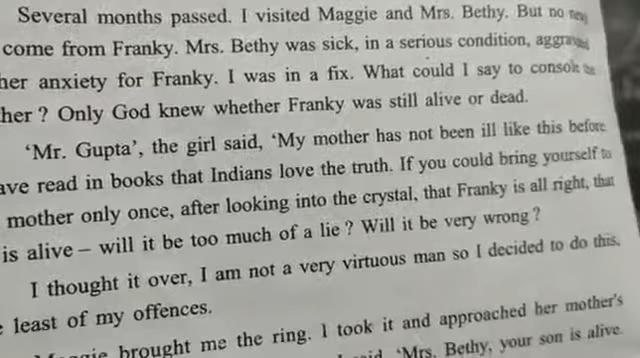 Several months passed. I visited Maggie and Mrs. Bethy. But no
come from Franky. Mrs. Bethy was sick, in a serious condition,
her anxiety for Franky. I was in a fix. What could I say to console the
her ? Only God knew whether Franky was still alive or dead.
'Mr. Gupta', the girl said, 'My mother has not been ill like this before
ave read in books that Indians love the truth. If you could bring yourself to
mother only once, after looking into the crystal, that Franky is all right, that
is alive – will it be too much of a lie ? Will it be very wrong ?
I thought it over, I am not a very virtuous man so I decided to do this,
least of my offences.
brought me the ring. I took it and approached her mother's
said, 'Mrs. Bethy, your son is alive.